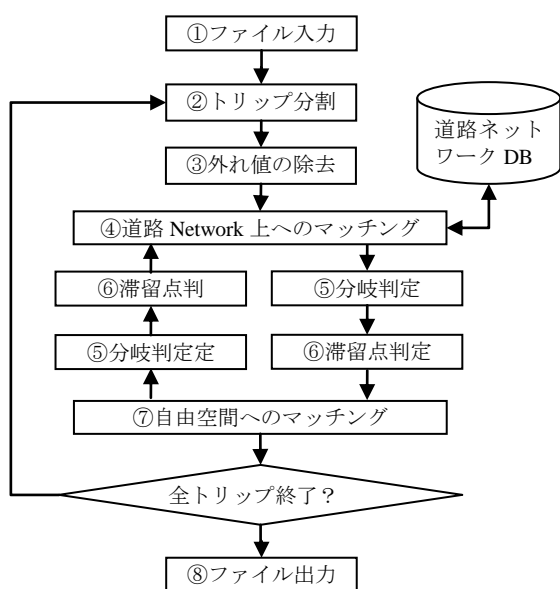 ①ファイル入力
②トリップ分割
道路ネット
ワーク DB
③外れ値の除去
④道路 Network 上へのマッチング
⑥滞留点判
⑤分岐判定
⑤分岐判定定
⑥滞留点判定
⑦自由空間へのマッチング
全トリップ終了？
⑧ファイル出力